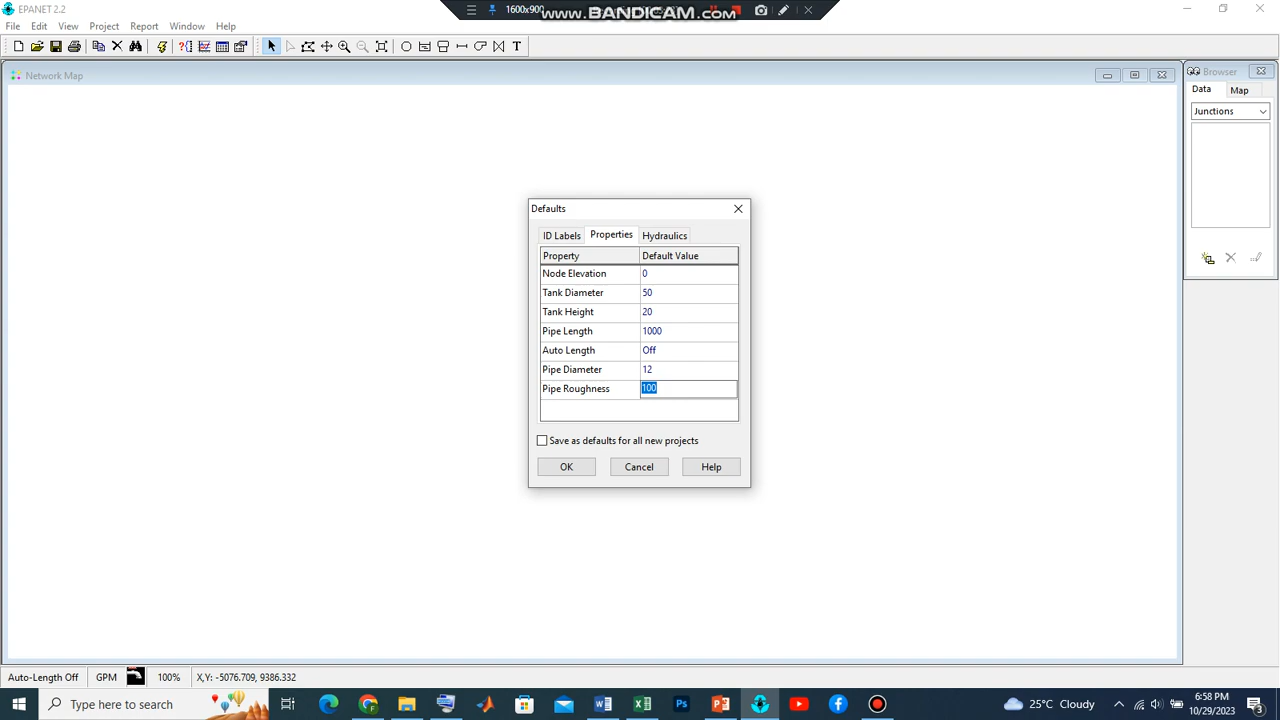 EPANET 2.2
1600x900
www.BANDICAM.com
File Edit View Project Report Window Help
T
Network Map
Browser
Data Map
Junctions
Defaults
ID Labels Properties Hydraulics
Property Default Value
Node Elevation 0
Tank Diameter 50
Tank Height 20
Pipe Length 1000
Auto Length Off
Pipe Diameter 12
Pipe Roughness 100
Save as defaults for all new projects
OK Cancel Help
Auto-Length Off GPM 100% X,Y: -5076.709, 9386.332
Type here to search
25°C Cloudy
6:58 PM
10/29/2023
3